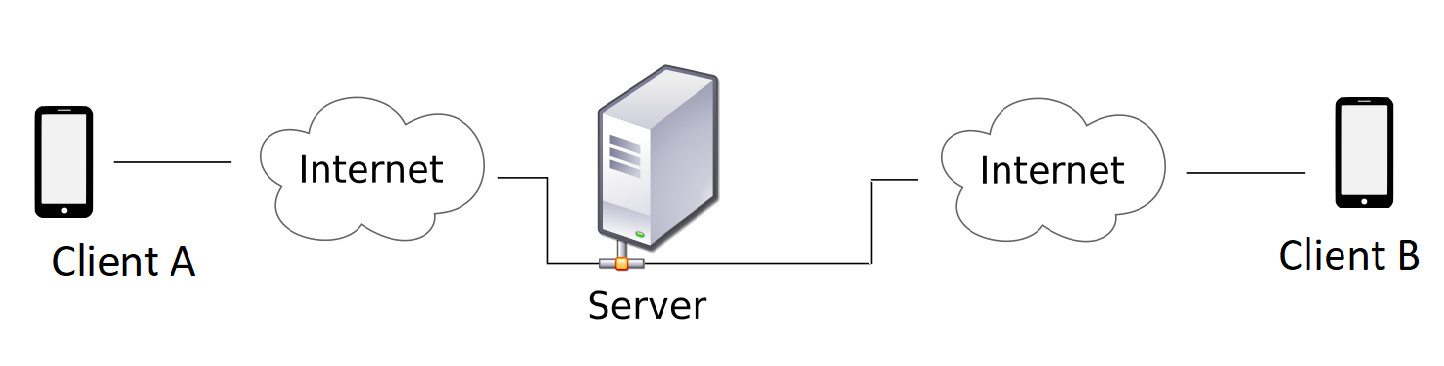 Internet
Internet
Client A
Client B
Server